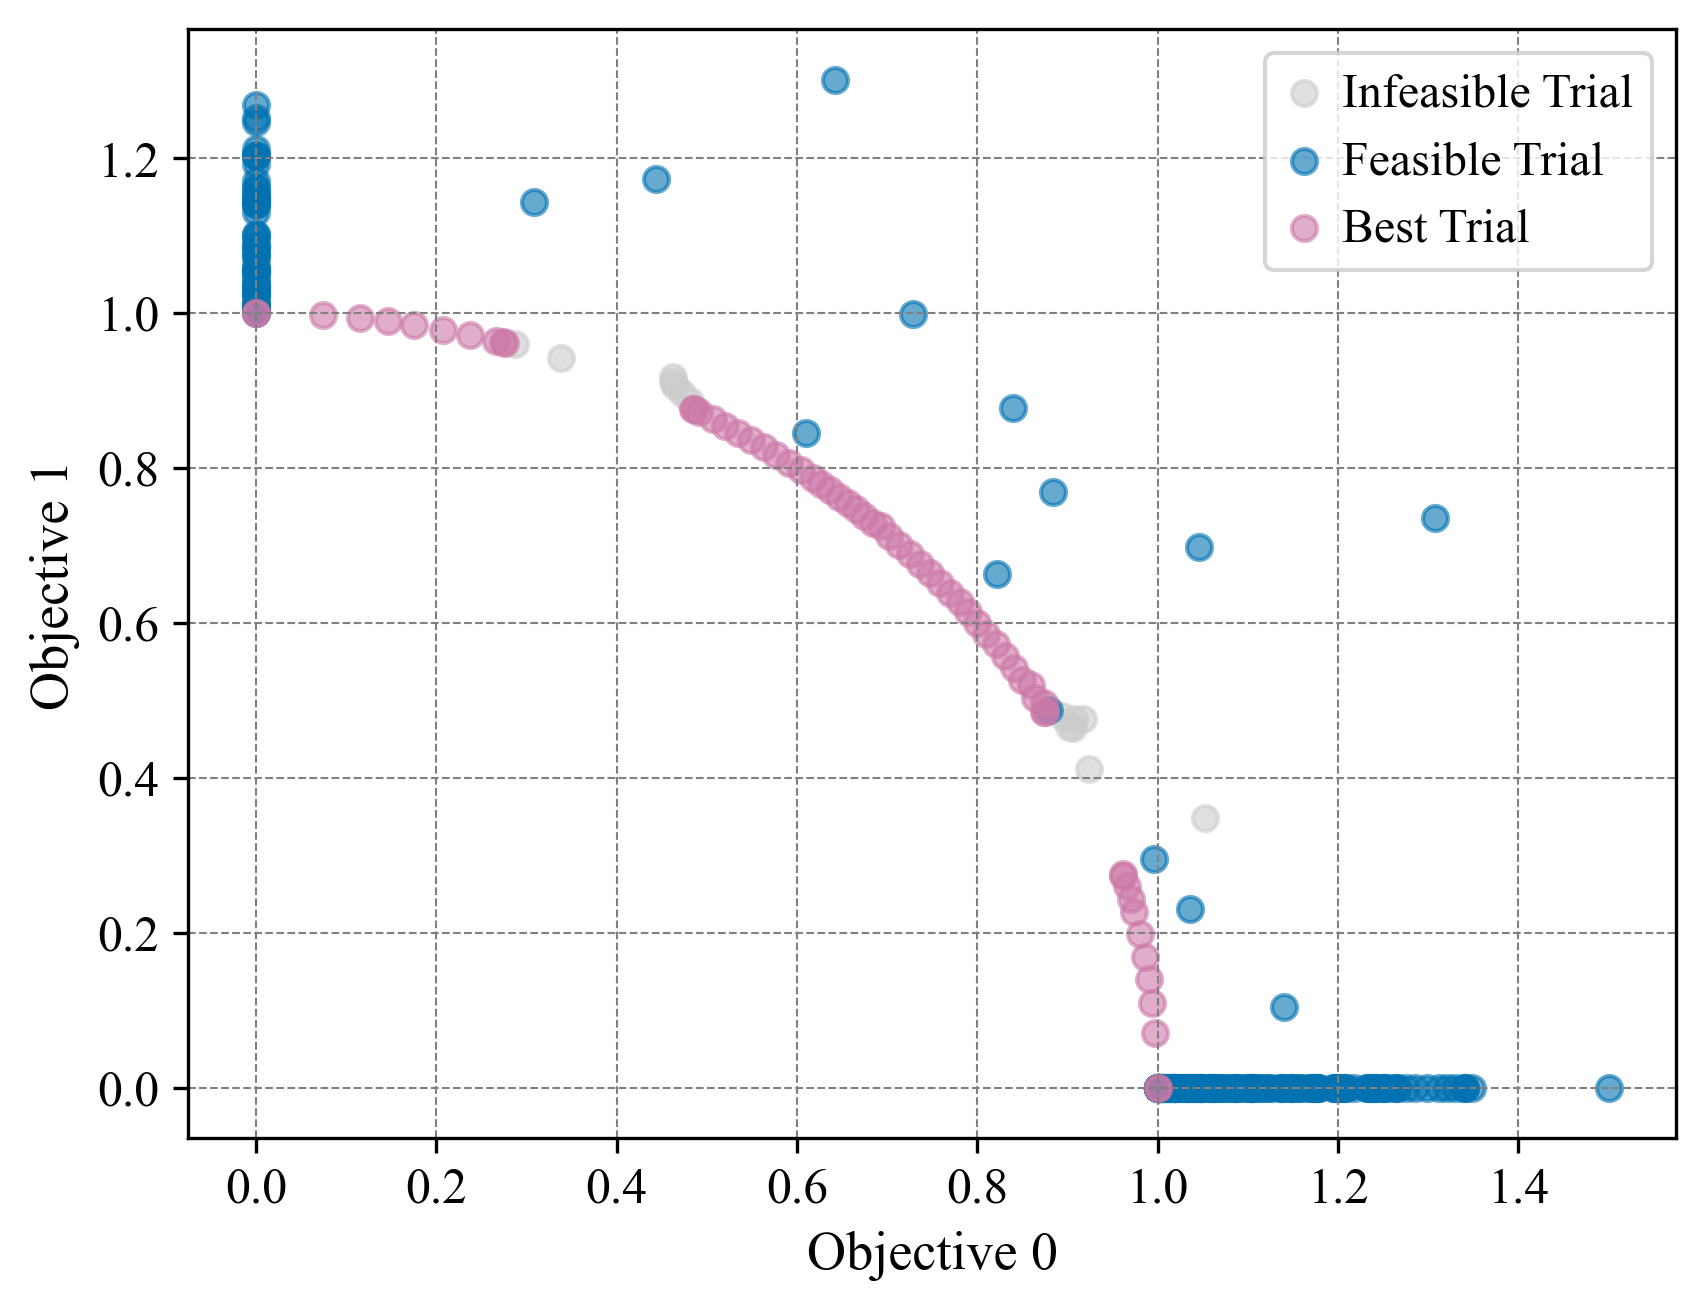 Infeasible Trial
Feasible Trial
Best Trial
Objective 1
1.2
1.0
0.8
0.6
0.4
0.2
0.0
0.0 0.2 0.4 0.6 0.8 1.0 1.2 1.4
Objective 0